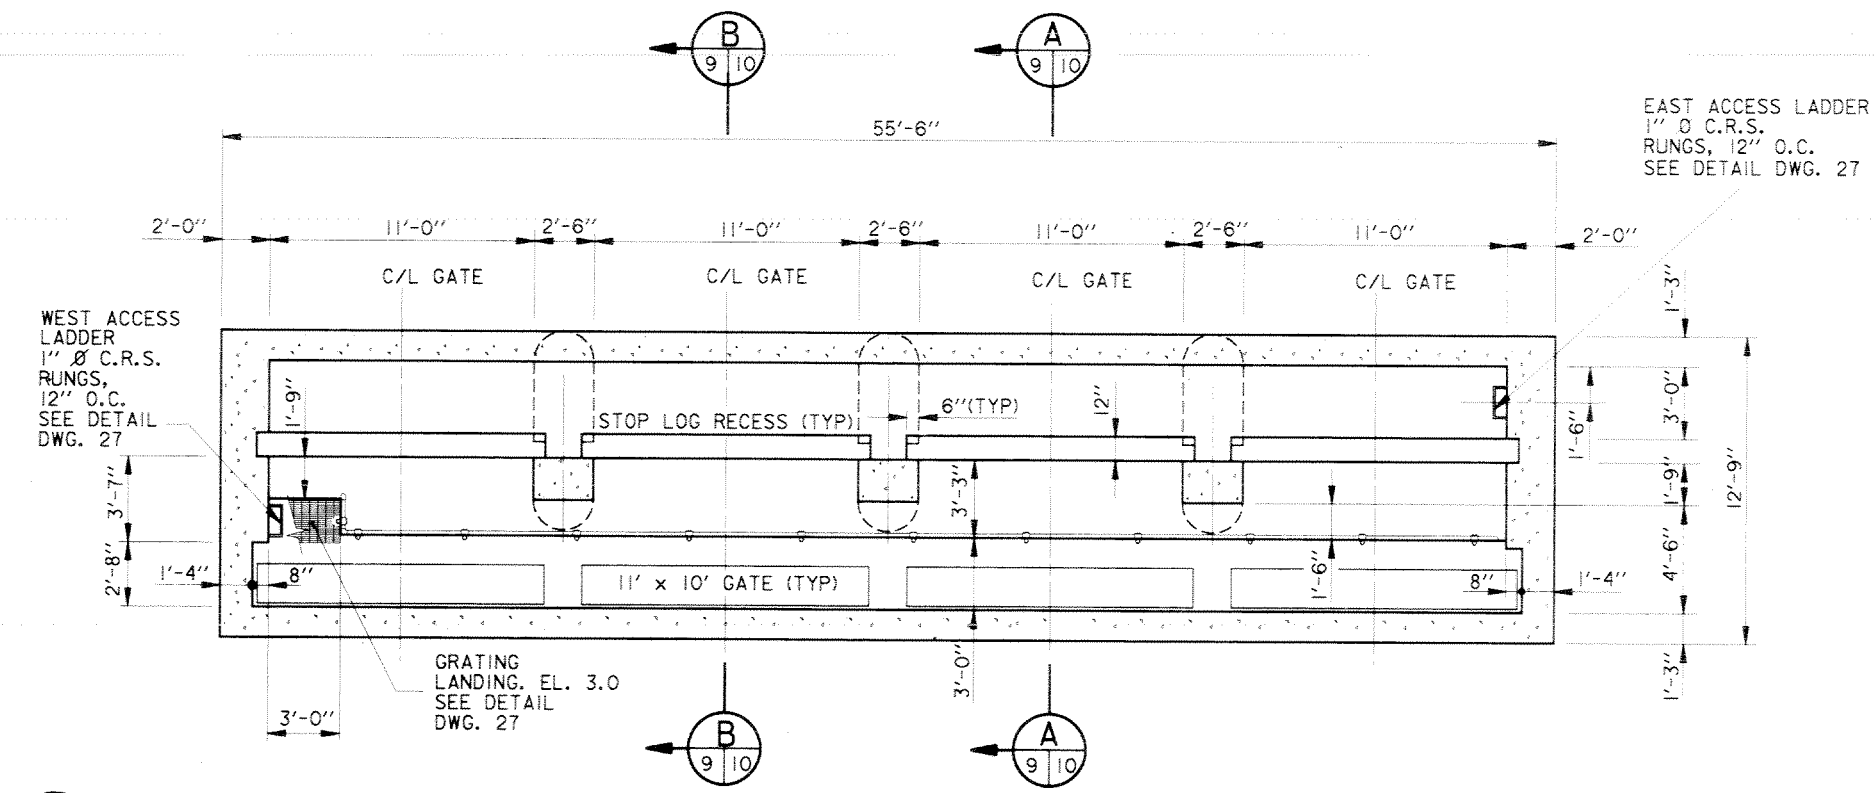 B
9 10
A
9 10
EAST ACCESS LADDER
1" Ø C.R.S.
RUNGS, 12" O.C.
SEE DETAIL DWG. 27
55'-6"
2'-0"
11'-0"
2'-6"
11'-0"
2'-6"
11'-0"
2'-6"
11'-0"
2'-0"
C/L GATE
C/L GATE
C/L GATE
C/L GATE
1'-3"
WEST ACCESS
LADDER
1" Ø C.R.S.
RUNGS,
12" O.C.
SEE DETAIL
DWG. 27
1'-9"
STOP LOG RECESS (TYP)
6"(TYP)
12"
1'-6"
3'-0"
12'-9"
3'-7"
3'-3"
1'-9"
2'-8"
1'-4"
8"
11' x 10' GATE (TYP)
1'-6"
8"
1'-4"
4'-6"
GRATING
LANDING. EL. 3.0
SEE DETAIL
DWG. 27
3'-0"
3'-0"
1'-3"
B
9 10
A
9 10